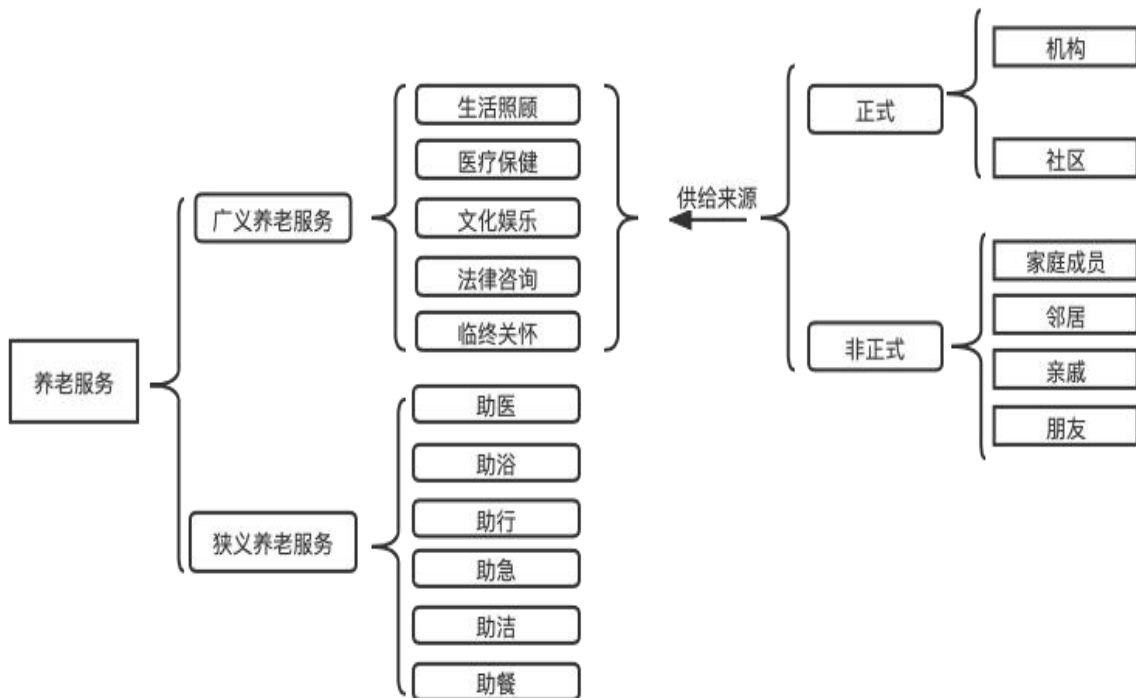 养老服务
广义养老服务
生活照顾
医疗保健
文化娱乐
法律咨询
临终关怀
狭义养老服务
助医
助浴
助行
助急
助洁
助餐
供给来源
正式
机构
社区
非正式
家庭成员
邻居
亲戚
朋友